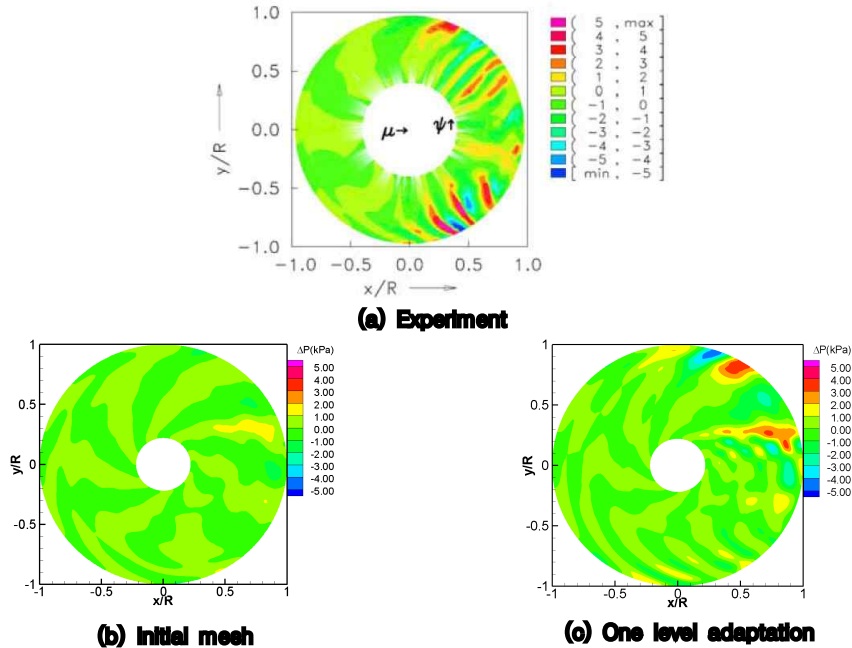 1.0
0.5
0.0
-0.5
-1.0
y/R
μ→ ψ↑
-1.0 -0.5 0.0 0.5 1.0
x/R
( 5 , max ]
( 4 , 5 ]
( 3 , 4 ]
( 2 , 3 ]
( 1 , 2 ]
( 0 , 1 ]
( -1 , 0 ]
( -2 , -1 ]
( -3 , -2 ]
( -4 , -3 ]
( -5 , -4 ]
[ min , -5 ]
(a) Experiment
1
0.5
0
-0.5
-1
y/R
-1 -0.5 0 0.5 1
x/R
ΔP(kPa)
5.00
4.00
3.00
2.00
1.00
0.00
-1.00
-2.00
-3.00
-4.00
-5.00
(b) Initial mesh
1
0.5
0
-0.5
-1
y/R
-1 -0.5 0 0.5 1
x/R
ΔP(kPa)
5.00
4.00
3.00
2.00
1.00
0.00
-1.00
-2.00
-3.00
-4.00
-5.00
(c) One level adaptation